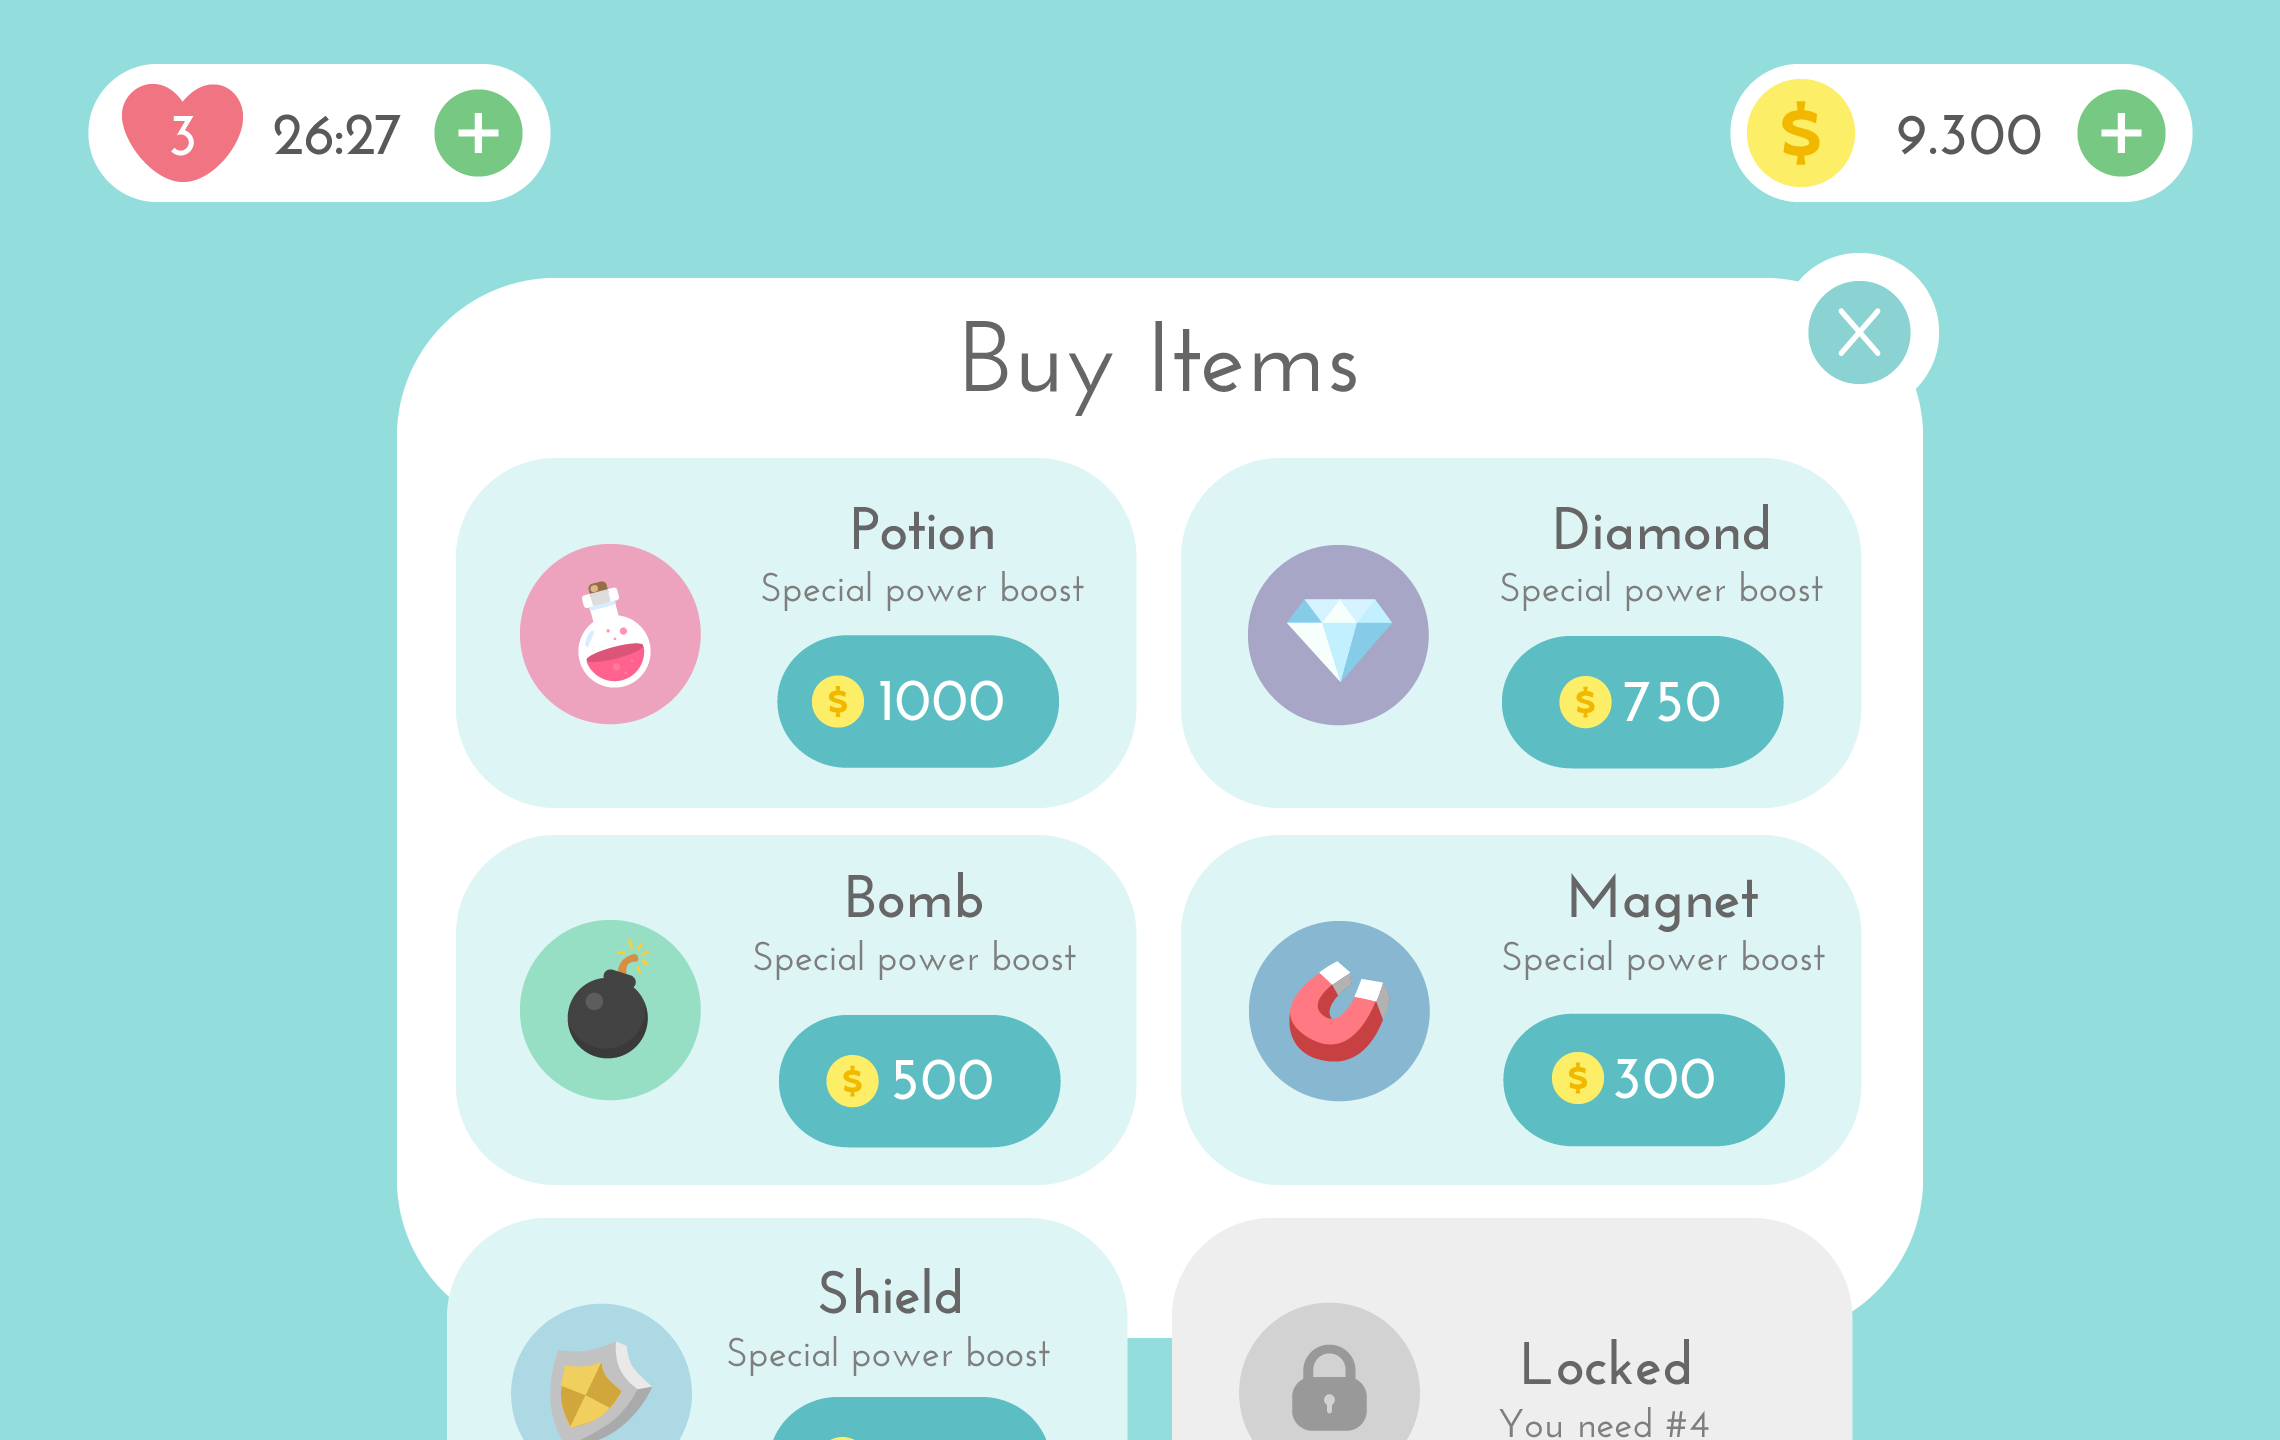 3 26:27 +
$ 9.300 +
Buy Items
X
Potion
Special power boost
$ 1000
Diamond
Special power boost
$ 750
Bomb
Special power boost
$ 500
Magnet
Special power boost
$ 300
Shield
Special power boost
Locked
You need #4